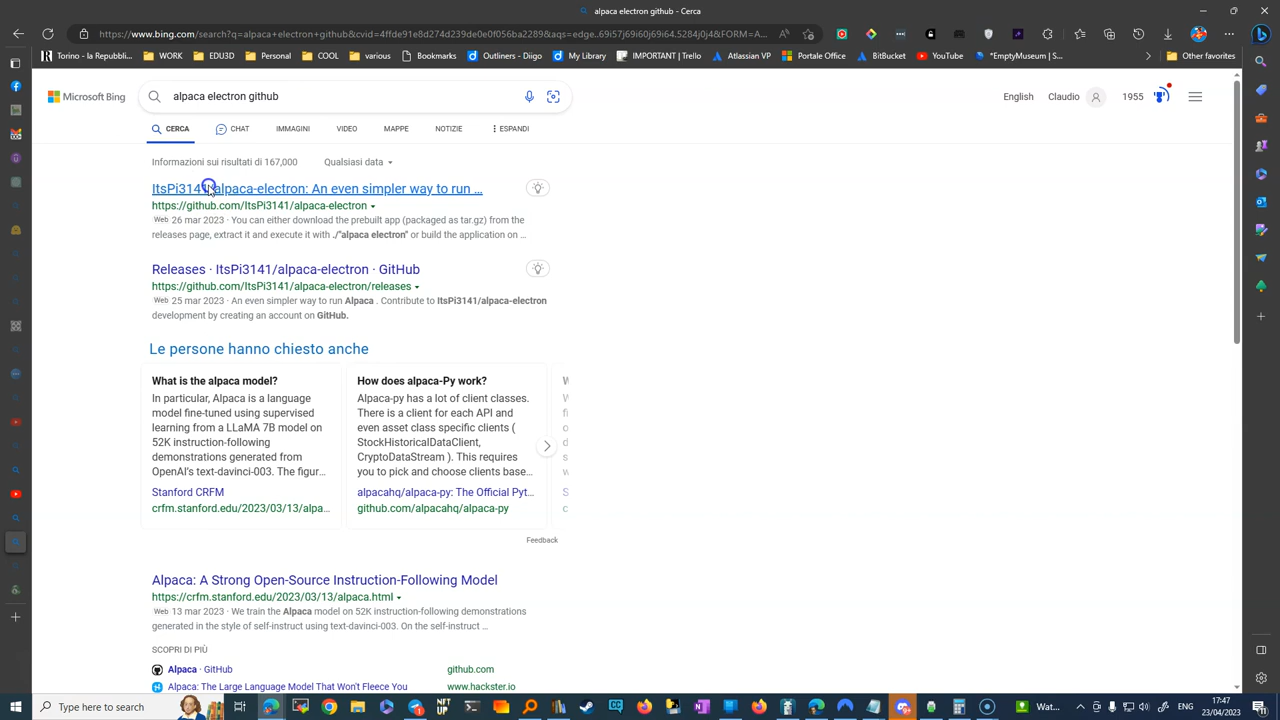 alpaca electron github - Cerca
https://www.bing.com/search?q=alpaca+electron+github&cvid=4ffde91e8d274d239de0e0f056ba2289&aqs=edge..69i57j69i60j69i64.5284j0j4&FORM=A...
Torino - la Repubbli...
WORK
EDU3D
Tools
COOL
various
Bookmarks
Outliners - Diigo
My Library
IMPORTANT | Trello
Atlassian VP
Portale Office
BitBucket
YouTube
*EmptyMuseum | S...
Other favorites
Microsoft Bing
alpaca electron github
English
Claudio
1955
CERCA
CHAT
IMMAGINI
VIDEO
MAPPE
NOTIZIE
ESPANDI
Informazioni sui risultati di 167,000
Qualsiasi data
ItsPi3141/alpaca-electron: An even simpler way to run ...
https://github.com/ItsPi3141/alpaca-electron
Web 26 mar 2023 · You can either download the prebuilt app (packaged as tar.gz) from the
releases page, extract it and execute it with ./"alpaca electron" or build the application on ...
Releases · ItsPi3141/alpaca-electron · GitHub
https://github.com/ItsPi3141/alpaca-electron/releases
Web 25 mar 2023 · An even simpler way to run Alpaca . Contribute to ItsPi3141/alpaca-electron
development by creating an account on GitHub.
Le persone hanno chiesto anche
What is the alpaca model?
In particular, Alpaca is a language
model fine-tuned using supervised
learning from a LLaMA 7B model on
52K instruction-following
demonstrations generated from
OpenAI's text-davinci-003. The figur...
Stanford CRFM
crfm.stanford.edu/2023/03/13/alpa...
How does alpaca-Py work?
Alpaca-py has a lot of client classes.
There is a client for each API and
even asset class specific clients (
StockHistoricalDataClient,
CryptoDataStream ). This requires
you to pick and choose clients base...
alpacahq/alpaca-py: The Official Pyt...
github.com/alpacahq/alpaca-py
Feedback
Alpaca: A Strong Open-Source Instruction-Following Model
https://crfm.stanford.edu/2023/03/13/alpaca.html
Web 13 mar 2023 · We train the Alpaca model on 52K instruction-following demonstrations
generated in the style of self-instruct using text-davinci-003. On the self-instruct ...
SCOPRI DI PIÙ
Alpaca · GitHub
github.com
Alpaca: The Large Language Model That Won't Fleece You
www.hackster.io
Type here to search
Wat...
17:47
23/04/2023